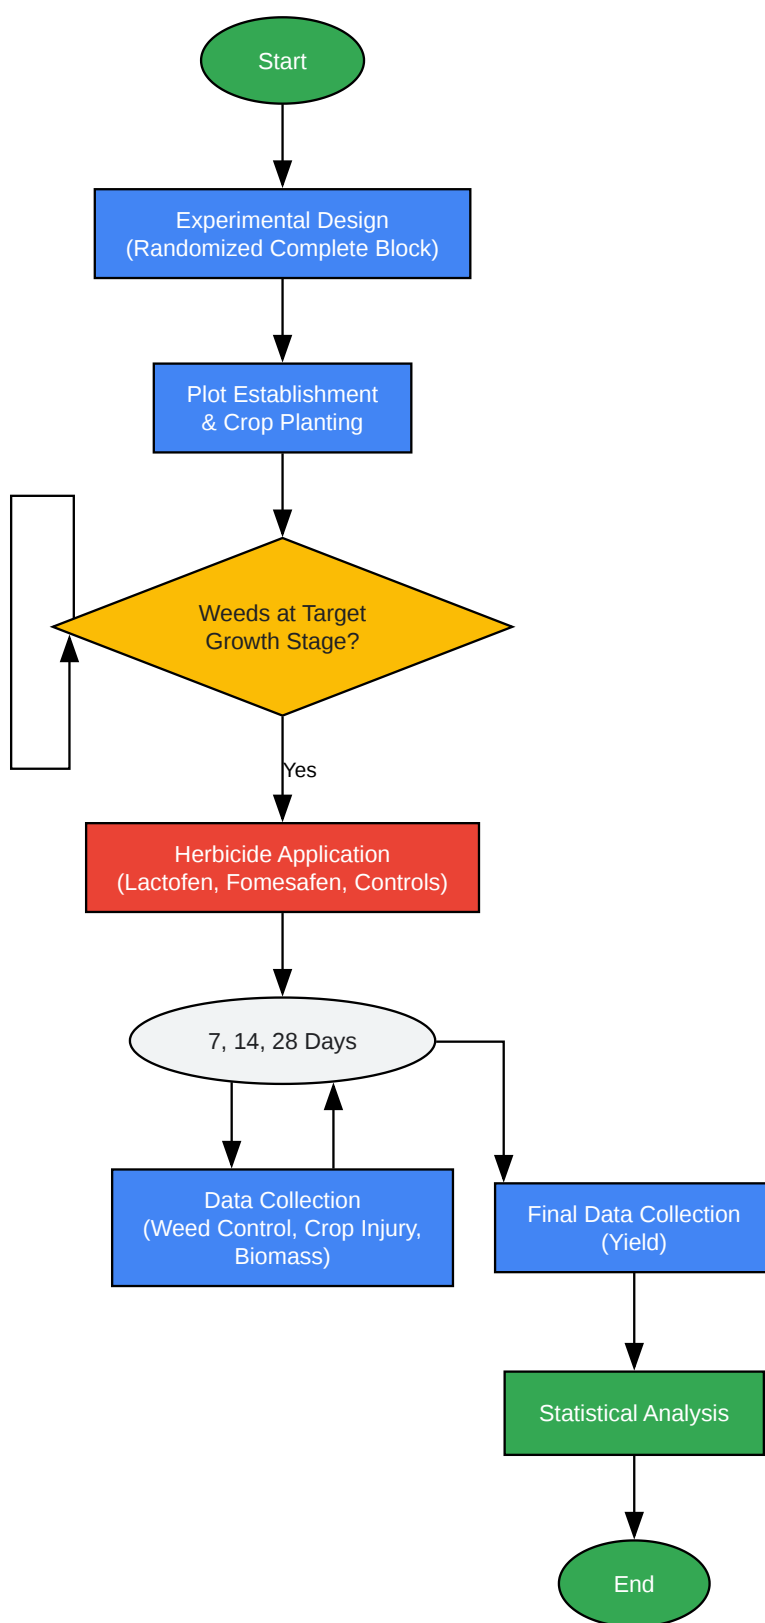 Start
Experimental Design
(Randomized Complete Block)
Plot Establishment
& Crop Planting
Weeds at Target
Growth Stage?
Yes
Herbicide Application
(Lactofen, Fomesafen, Controls)
7, 14, 28 Days
Data Collection
(Weed Control, Crop Injury,
Biomass)
Final Data Collection
(Yield)
Statistical Analysis
End